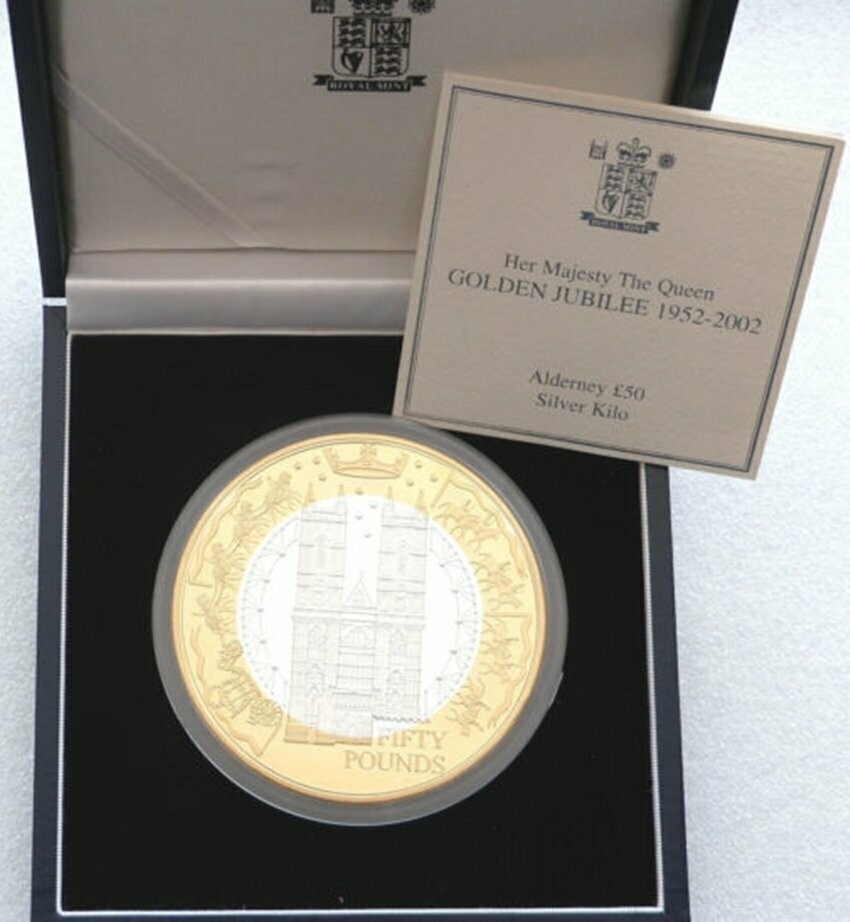 ROYAL MINT
ROYAL MINT
Her Majesty The Queen
GOLDEN JUBILEE 1952-2002
Alderney £50
Silver Kilo
FIFTY
POUNDS